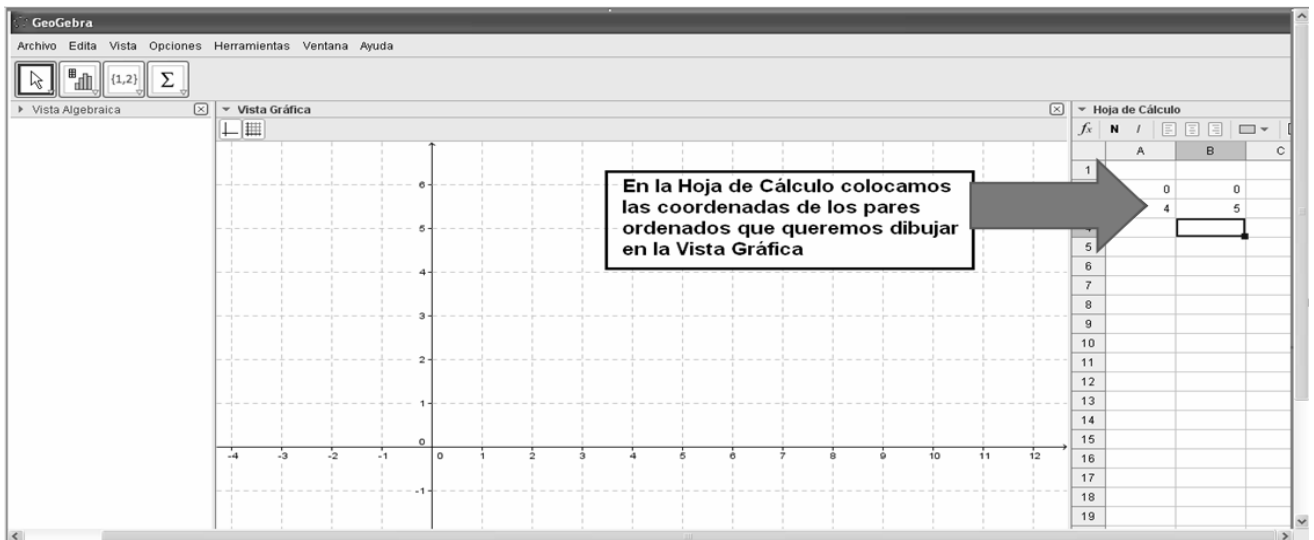 GeoGebra
Archivo Edita Vista Opciones Herramientas Ventana Ayuda
{1,2} Σ
Vista Algebraica
Vista Gráfica
Hoja de Cálculo
fx N I
A B C
1
0 0
4 5
4
5
6
7
8
9
10
11
12
13
14
15
16
17
18
19
En la Hoja de Cálculo colocamos
las coordenadas de los pares
ordenados que queremos dibujar
en la Vista Gráfica
6
5
4
3
2
1
0
-4 -3 -2 -1 0 1 2 3 4 5 6 7 8 9 10 11 12
-1